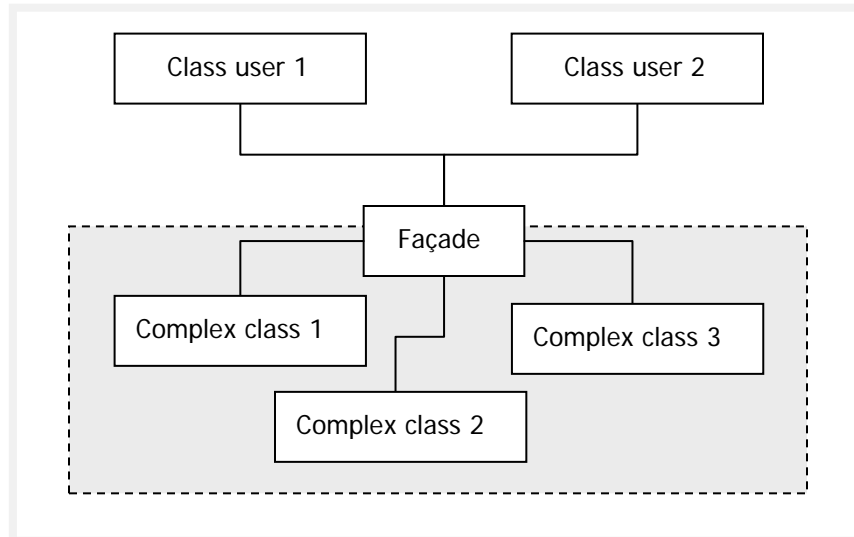 Class user 1
Class user 2
Façade
Complex class 1
Complex class 3
Complex class 2